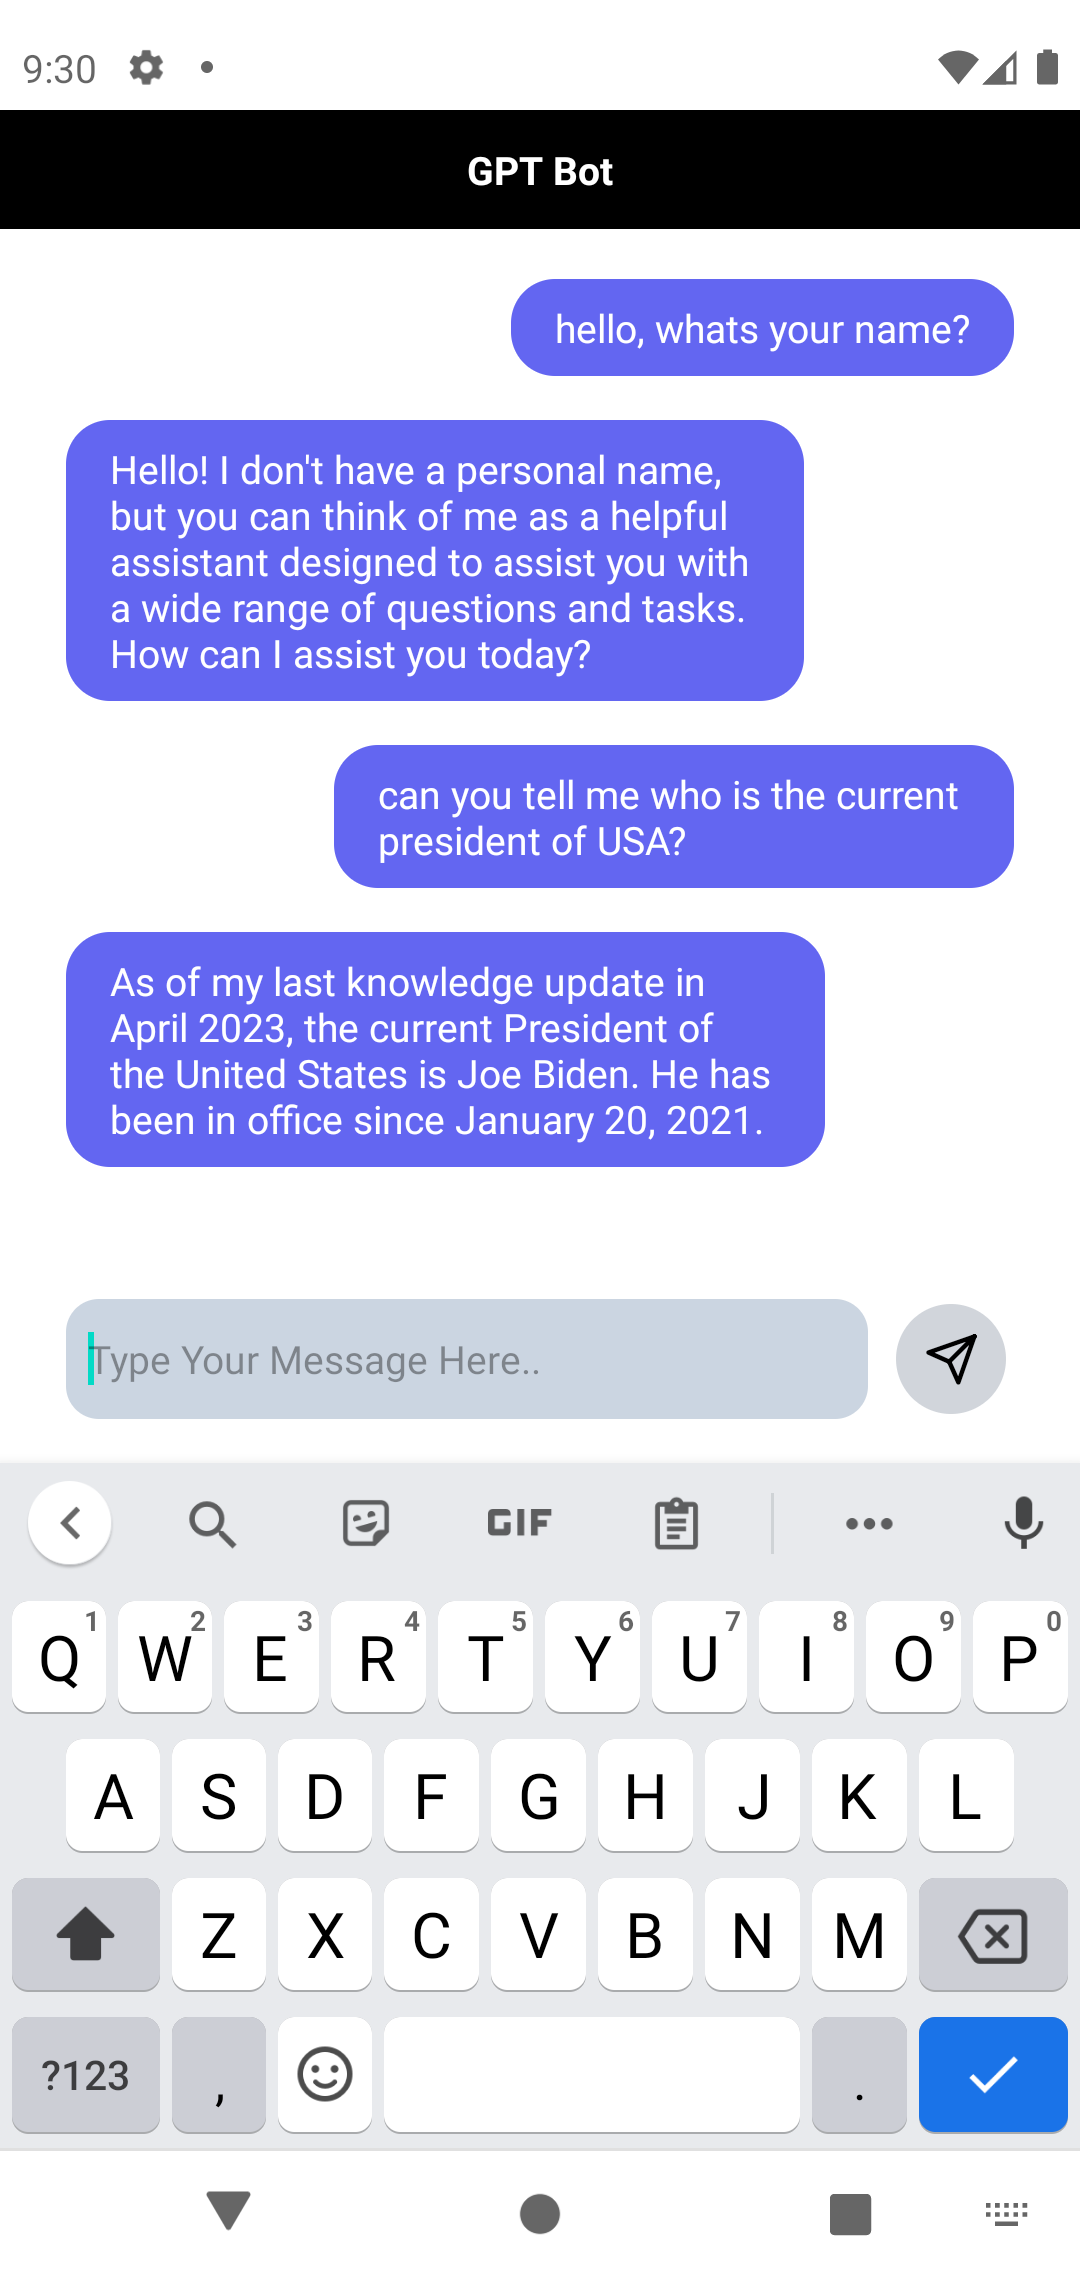 9:30
GPT Bot
hello, whats your name?
Hello! I don't have a personal name,
but you can think of me as a helpful
assistant designed to assist you with
a wide range of questions and tasks.
How can I assist you today?
can you tell me who is the current
president of USA?
As of my last knowledge update in
April 2023, the current President of
the United States is Joe Biden. He has
been in office since January 20, 2021.
Type Your Message Here..
GIF
Q 1 W 2 E 3 R 4 T 5 Y 6 U 7 I 8 O 9 P 0
A S D F G H J K L
Z X C V B N M
?123 , .